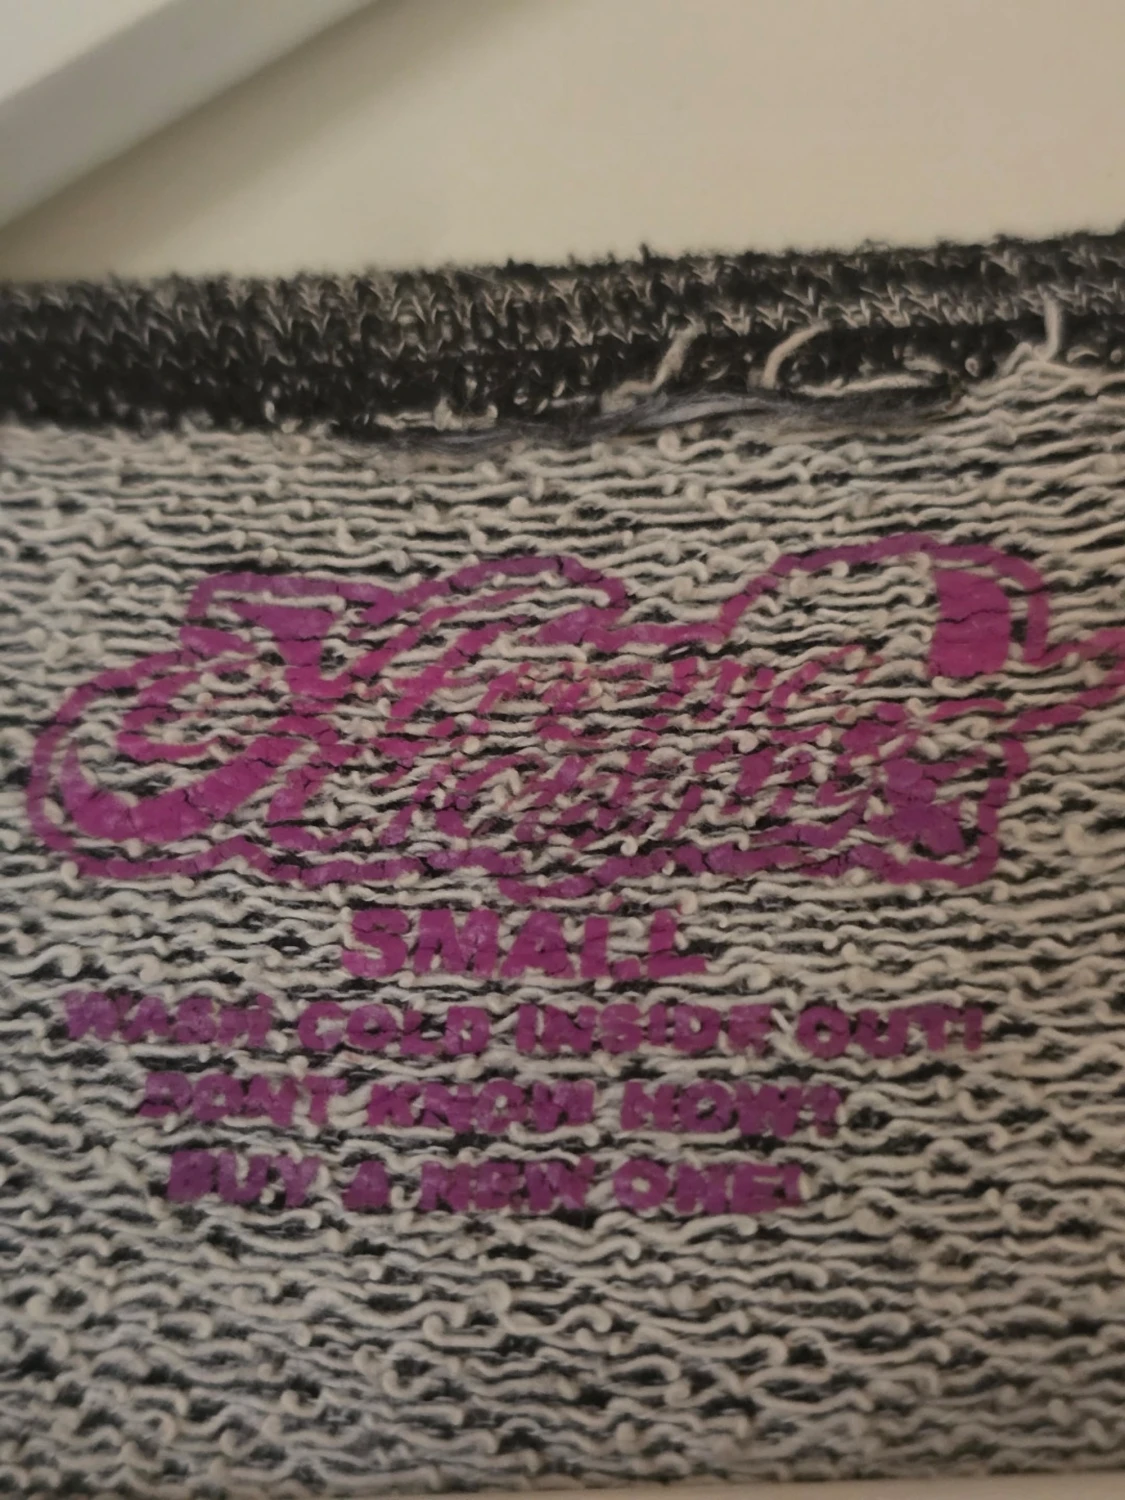 SMALL
WASH COLD INSIDE OUT!
DONT KNOW HOW?
BUY A NEW ONE!